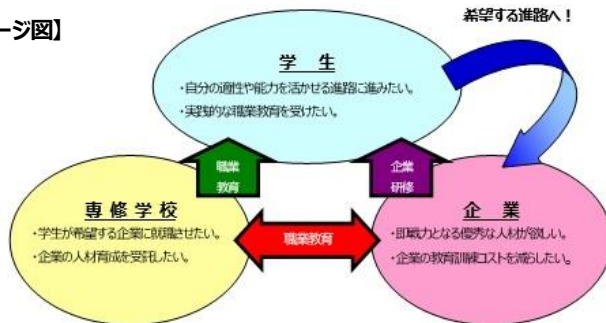 ージ図】
希望する進路へ！
学 生
・自分の適性や能力を活かせる進路に進みたい。
・実践的な職業教育を受けたい。
職業
教育
企業
研修
専 修 学 校
・学生が希望する企業に就職させたい。
・企業の人材育成を受託したい。
職業教育
企 業
・即戦力となる優秀な人材が欲しい。
・企業の教育訓練コストを減らしたい。